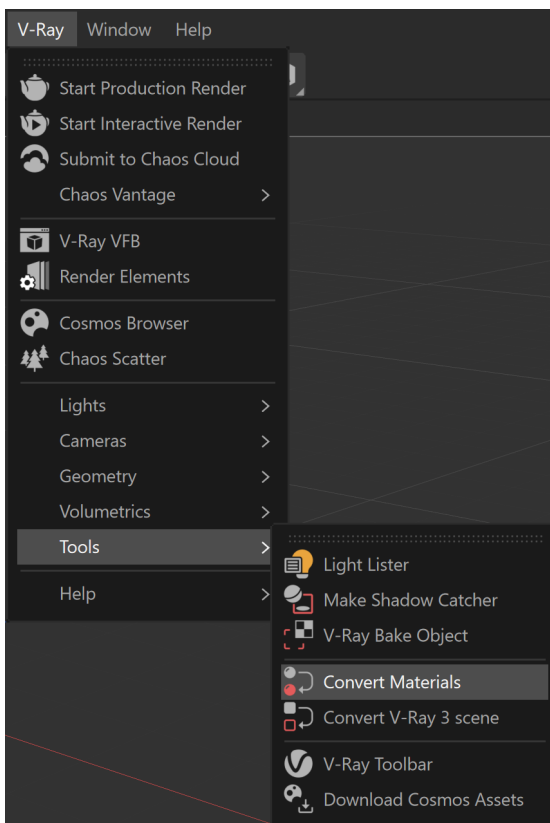 V-Ray Window Help
Start Production Render
Start Interactive Render
Submit to Chaos Cloud
Chaos Vantage
V-Ray VFB
Render Elements
Cosmos Browser
Chaos Scatter
Lights
Cameras
Geometry
Volumetrics
Tools
Help
Light Lister
Make Shadow Catcher
V-Ray Bake Object
Convert Materials
Convert V-Ray 3 scene
V-Ray Toolbar
Download Cosmos Assets